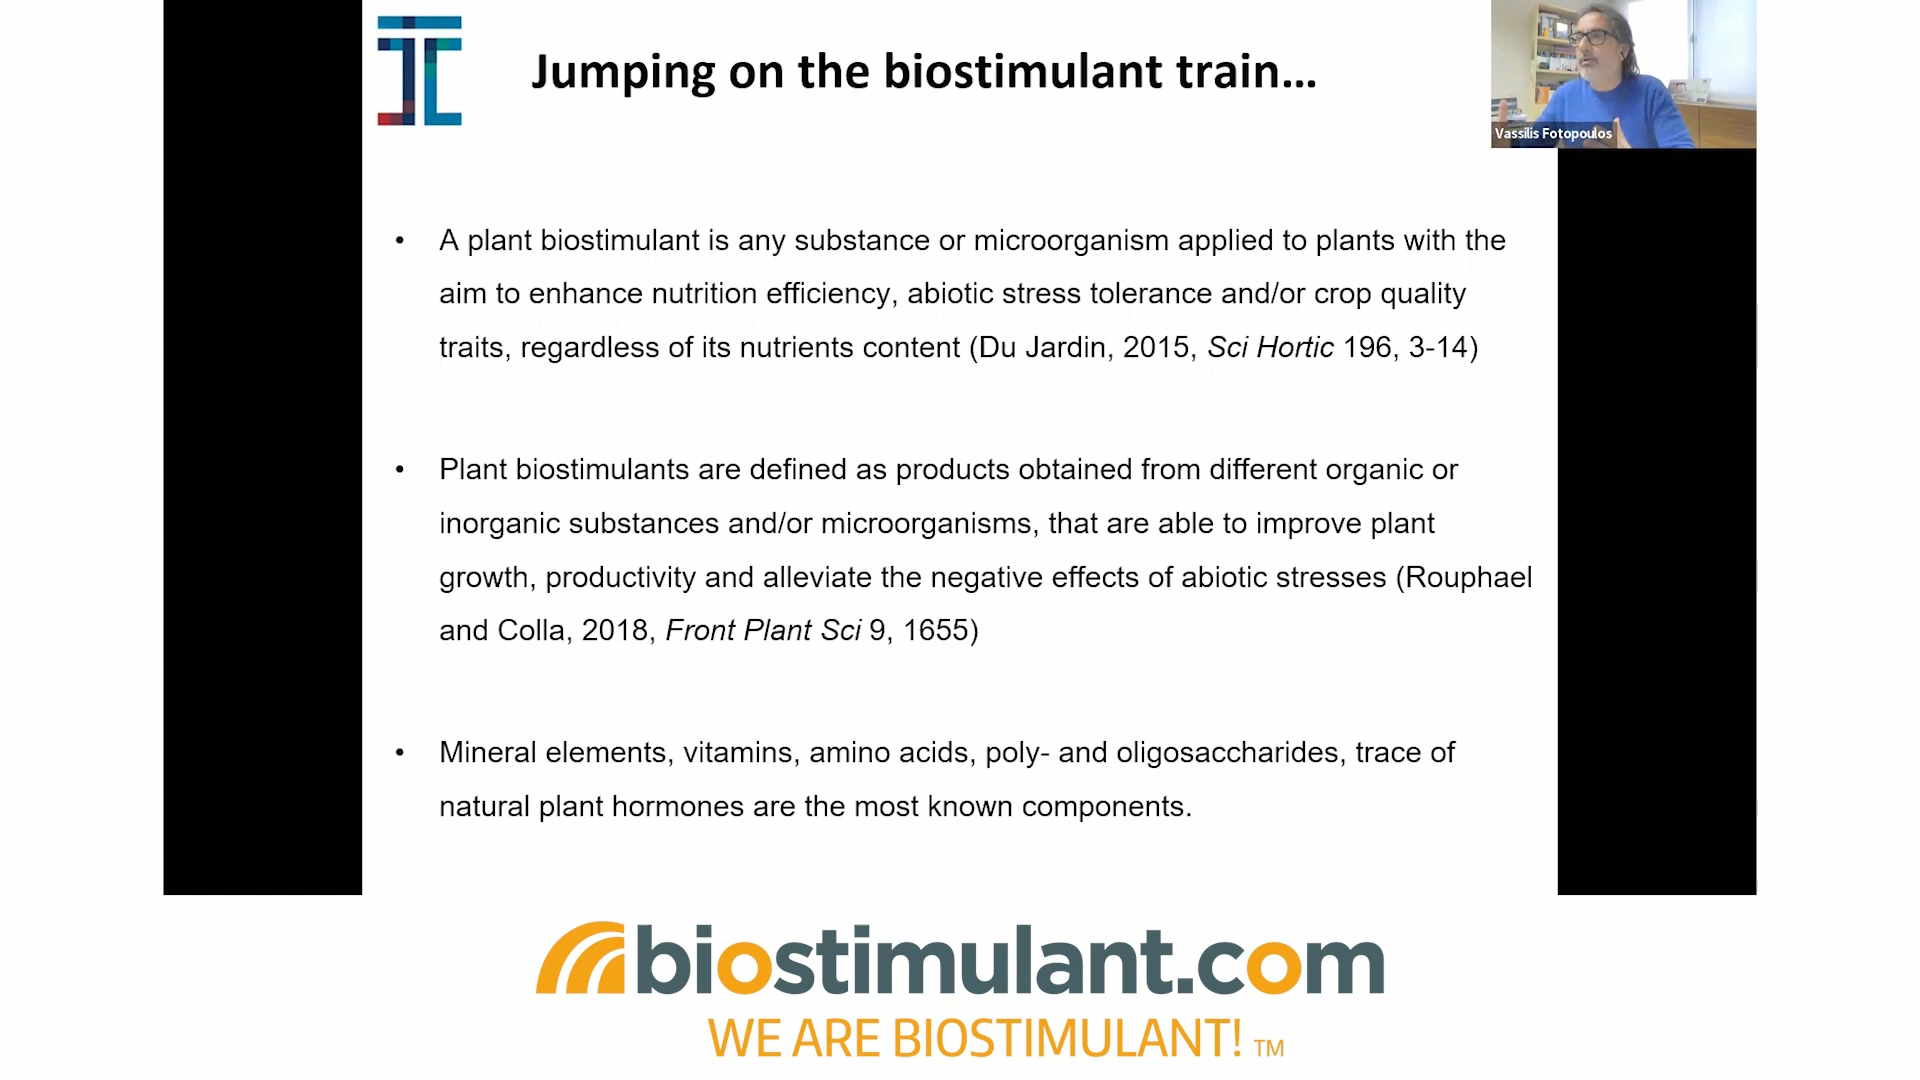 Jumping on the biostimulant train...
Vassilis Fotopoulos
• A plant biostimulant is any substance or microorganism applied to plants with the
aim to enhance nutrition efficiency, abiotic stress tolerance and/or crop quality
traits, regardless of its nutrients content (Du Jardin, 2015, Sci Hortic 196, 3-14)
• Plant biostimulants are defined as products obtained from different organic or
inorganic substances and/or microorganisms, that are able to improve plant
growth, productivity and alleviate the negative effects of abiotic stresses (Rouphael
and Colla, 2018, Front Plant Sci 9, 1655)
• Mineral elements, vitamins, amino acids, poly- and oligosaccharides, trace of
natural plant hormones are the most known components.
biostimulant.com
WE ARE BIOSTIMULANT! TM